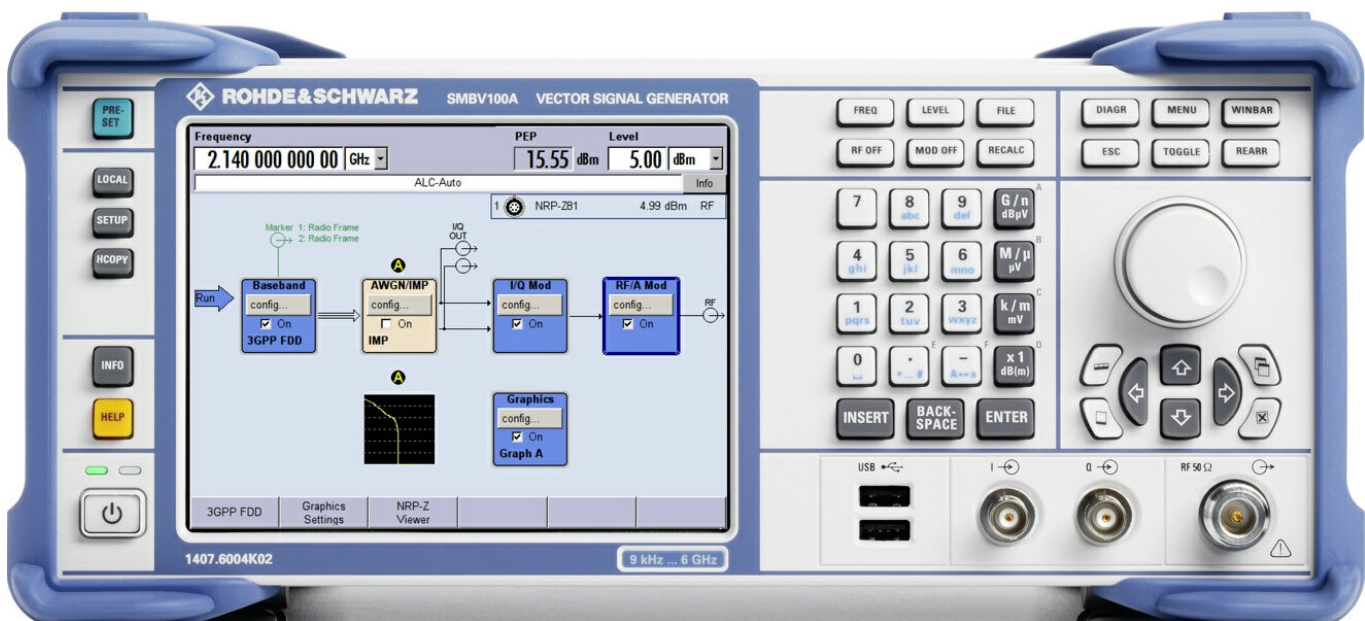 PRE-
SET
LOCAL
SETUP
HCOPY
INFO
HELP
ROHDE&SCHWARZ SMBV100A VECTOR SIGNAL GENERATOR
Frequency PEP Level
2.140 000 000 00 GHz 15.55 dBm 5.00 dBm
ALC-Auto Info
1 NRP-Z81 4.99 dBm RF
Marker 1: Radio Frame
2: Radio Frame
I/Q
OUT
A
Run
Baseband
config...
On
3GPP FDD
AWGN/IMP
config...
On
IMP
I/Q Mod
config...
On
RF/A Mod
config...
On
RF
A
Graphics
config...
On
Graph A
3GPP FDD
Graphics
Settings
NRP-Z
Viewer
1407.6004K02
9 kHz ... 6 GHz
FREQ LEVEL FILE
RF OFF MOD OFF RECALC
DIAGR MENU WINBAR
ESC TOGGLE REARR
7
8
abc
9
def
G / n
dBµV
A
4
ghi
5
jkl
6
mno
M / µ
µV
B
1
pqrs
2
tuv
3
wxyz
k / m
mV
C
0
.
*...#
E
–
A↔a
F
x 1
dB(m)
D
INSERT
BACK-
SPACE
ENTER
USB
I
Q
RF 50 Ω